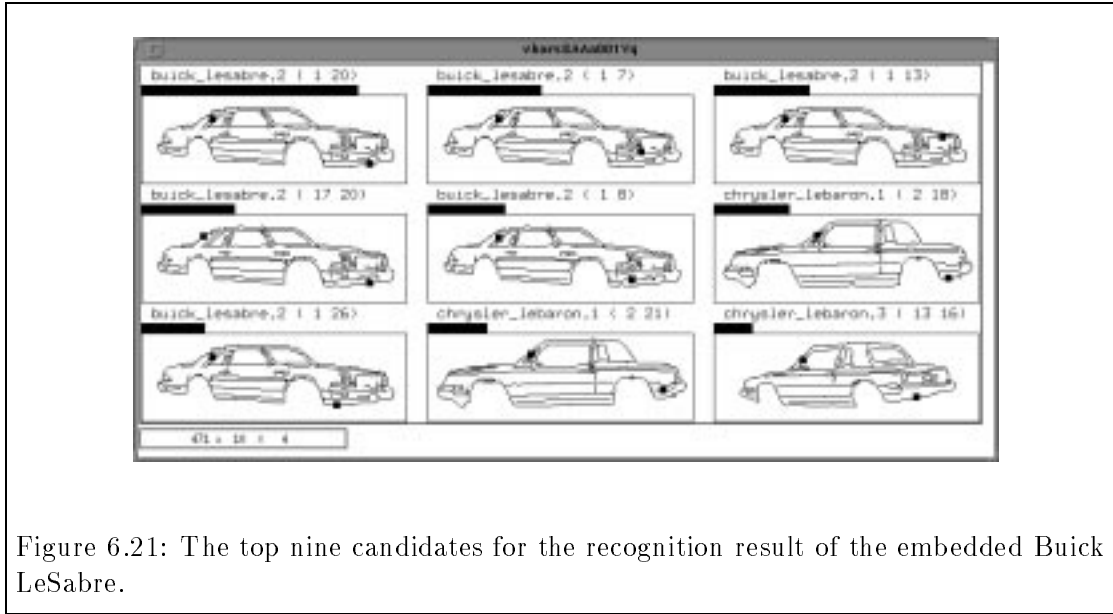 buick_lesabre.2 ( 1 20) buick_lesabre.2 ( 1 7) buick_lesabre.2 ( 1 13)
buick_lesabre.2 ( 17 20) buick_lesabre.2 ( 1 8) chrysler_lebaron.1 ( 2 18)
buick_lesabre.2 ( 1 26) chrysler_lebaron.1 ( 2 21) chrysler_lebaron.3 ( 13 16)
Figure 6.21: The top nine candidates for the recognition result of the embedded Buick
LeSabre.